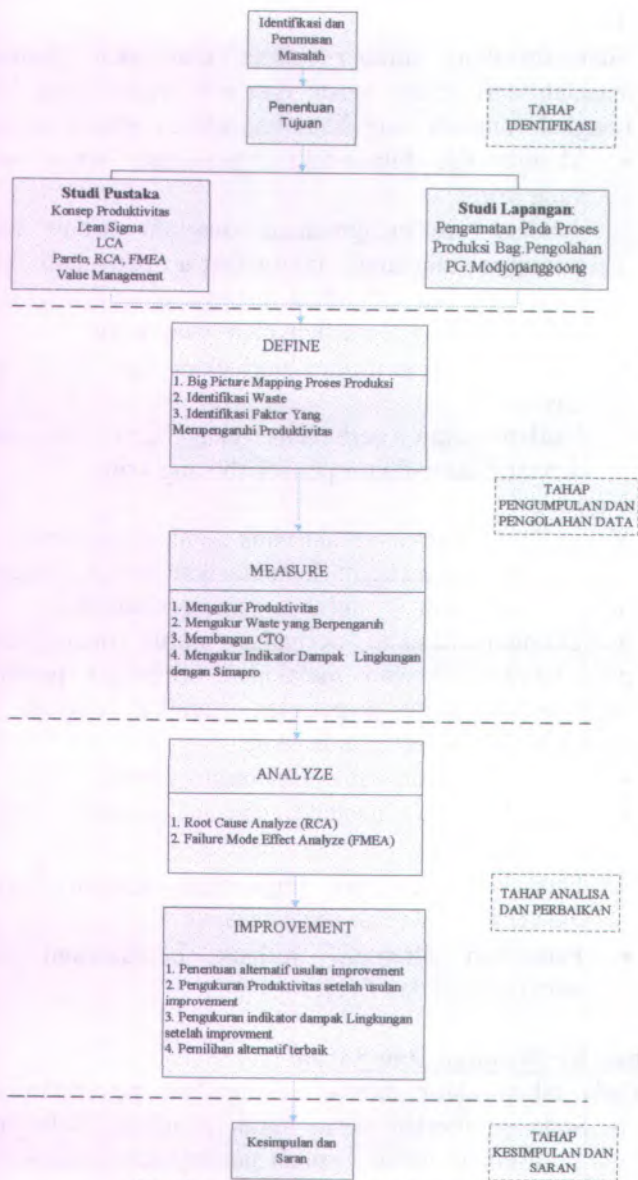 Identifikasi dan
Perumusan
Masalah
Penentuan
Tujuan
TAHAP
IDENTIFIKASI
Studi Pustaka
Konsep Produktivitas
Lean Sigma
LCA
Pareto, RCA, FMEA
Value Management
Studi Lapangan:
Pengamatan Pada Proses
Produksi Bag.Pengolahan
PG.Modjopanggoong
DEFINE
1. Big Picture Mapping Proses Produksi
2. Identifikasi Waste
3. Identifikasi Faktor Yang
Mempengaruhi Produktivitas
TAHAP
PENGUMPULAN DAN
PENGOLAHAN DATA
MEASURE
1. Mengukur Produktivitas
2. Mengukur Waste yang Berpengaruh
3. Membangun CTQ
4. Mengukur Indikator Dampak Lingkungan
dengan Simapro
ANALYZE
1. Root Cause Analyze (RCA)
2. Failure Mode Effect Analyze (FMEA)
TAHAP ANALISA
DAN PERBAIKAN
IMPROVEMENT
1. Penentuan alternatif usulan improvement
2. Pengukuran Produktivitas setelah usulan
improvement
3. Pengukuran indikator dampak Lingkungan
setelah improvment
4. Pemilihan alternatif terbaik
Kesimpulan dan
Saran
TAHAP
KESIMPULAN DAN
SARAN